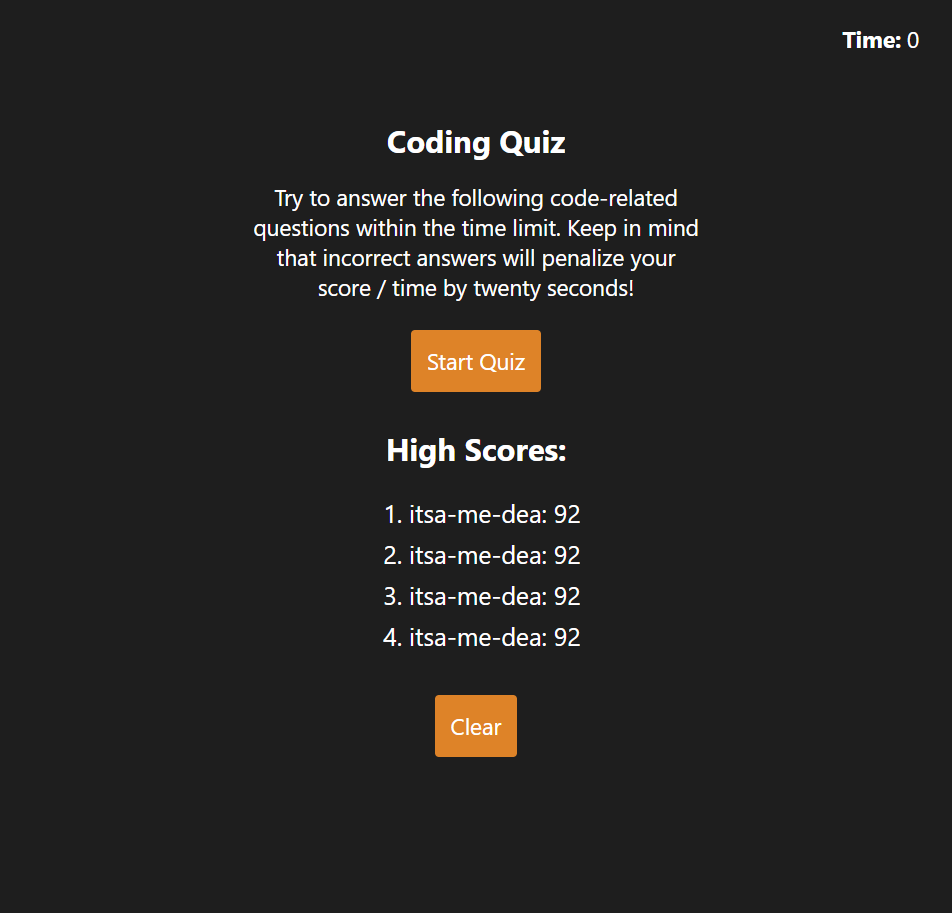 Time: 0
Coding Quiz
Try to answer the following code-related
questions within the time limit. Keep in mind
that incorrect answers will penalize your
score / time by twenty seconds!
Start Quiz
High Scores:
1. itsa-me-dea: 92
2. itsa-me-dea: 92
3. itsa-me-dea: 92
4. itsa-me-dea: 92
Clear